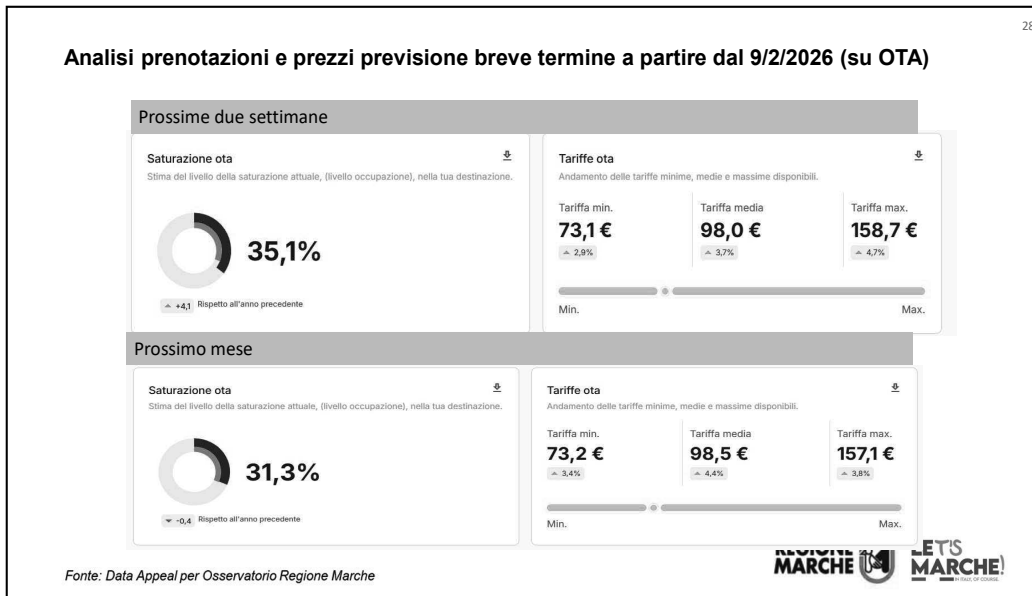 28
Analisi prenotazioni e prezzi previsione breve termine a partire dal 9/2/2026 (su OTA)
Prossime due settimane
Saturazione ota
Stima del livello della saturazione attuale, (livello occupazione), nella tua destinazione.
35,1%
+4,1 Rispetto all'anno precedente
Tariffe ota
Andamento delle tariffe minime, medie e massime disponibili.
Tariffa min. Tariffa media Tariffa max.
73,1 € 98,0 € 158,7 €
2,9% 3,7% 4,7%
Min. Max.
Prossimo mese
Saturazione ota
Stima del livello della saturazione attuale, (livello occupazione), nella tua destinazione.
31,3%
-0,4 Rispetto all'anno precedente
Tariffe ota
Andamento delle tariffe minime, medie e massime disponibili.
Tariffa min. Tariffa media Tariffa max.
73,2 € 98,5 € 157,1 €
3,4% 4,4% 3,8%
Min. Max.
Fonte: Data Appeal per Osservatorio Regione Marche
REGIONE
MARCHE
LET'S
MARCHE!
IN ITALY, OF COURSE.